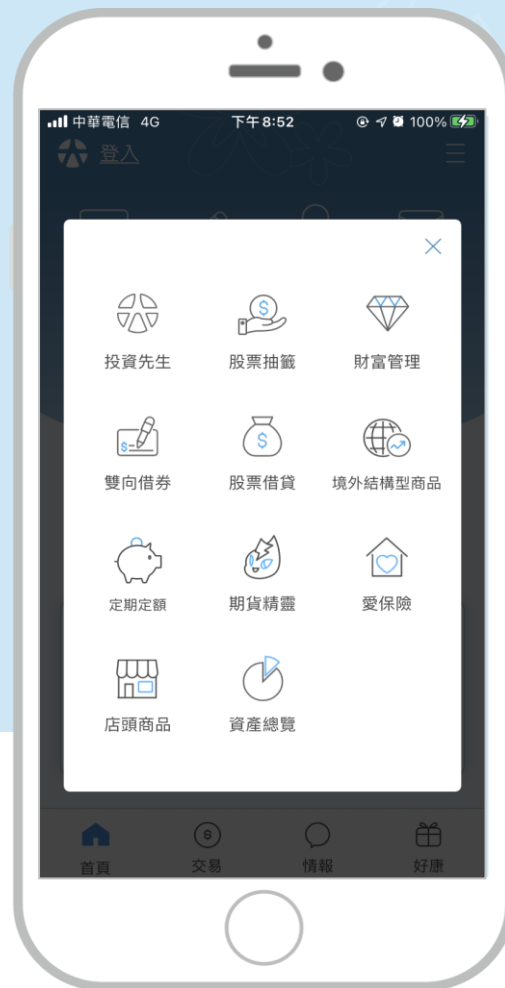 中華電信 4G 下午8:52 100%
登入
投資先生 股票抽籤 財富管理
雙向借券 股票借貸 境外結構型商品
定期定額 期貨精靈 愛保險
店頭商品 資產總覽
首頁 交易 情報 好康